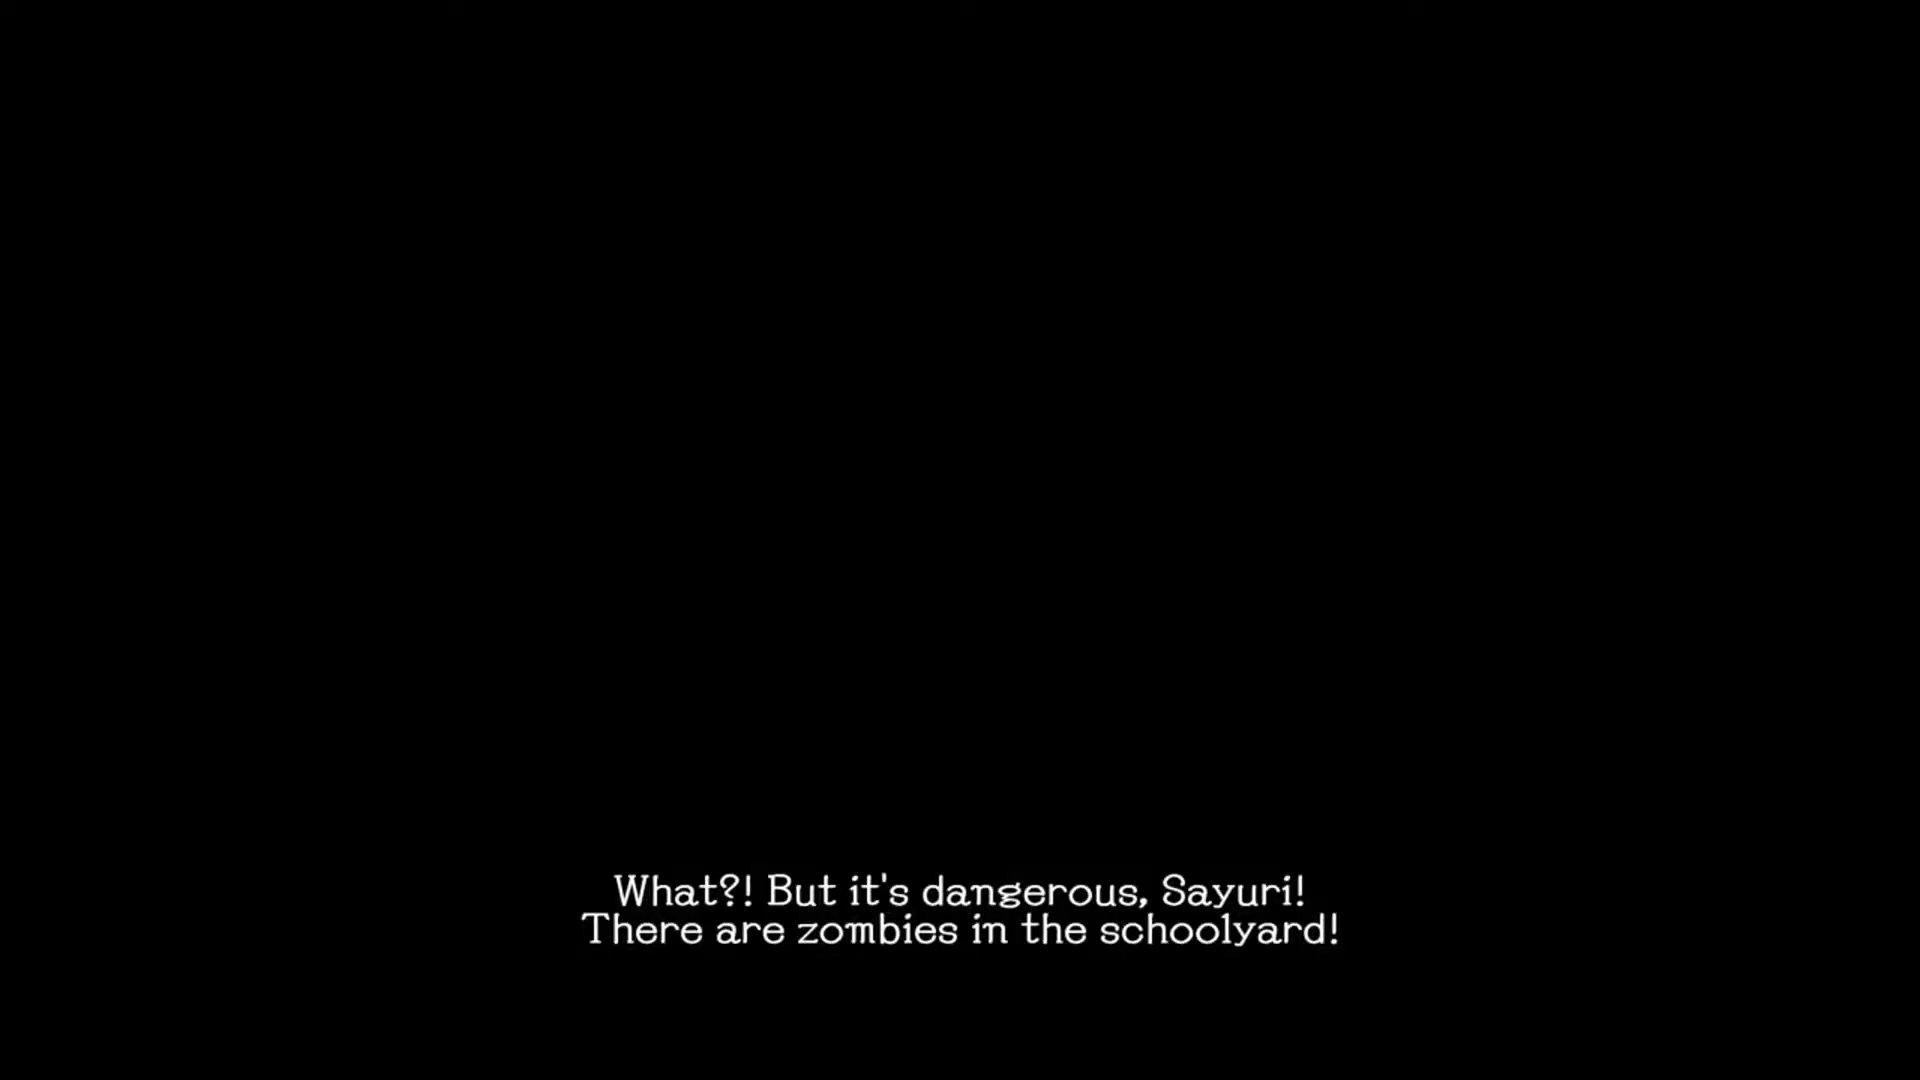 What?! But it's dangerous, Sayuri!
There are zombies in the schoolyard!